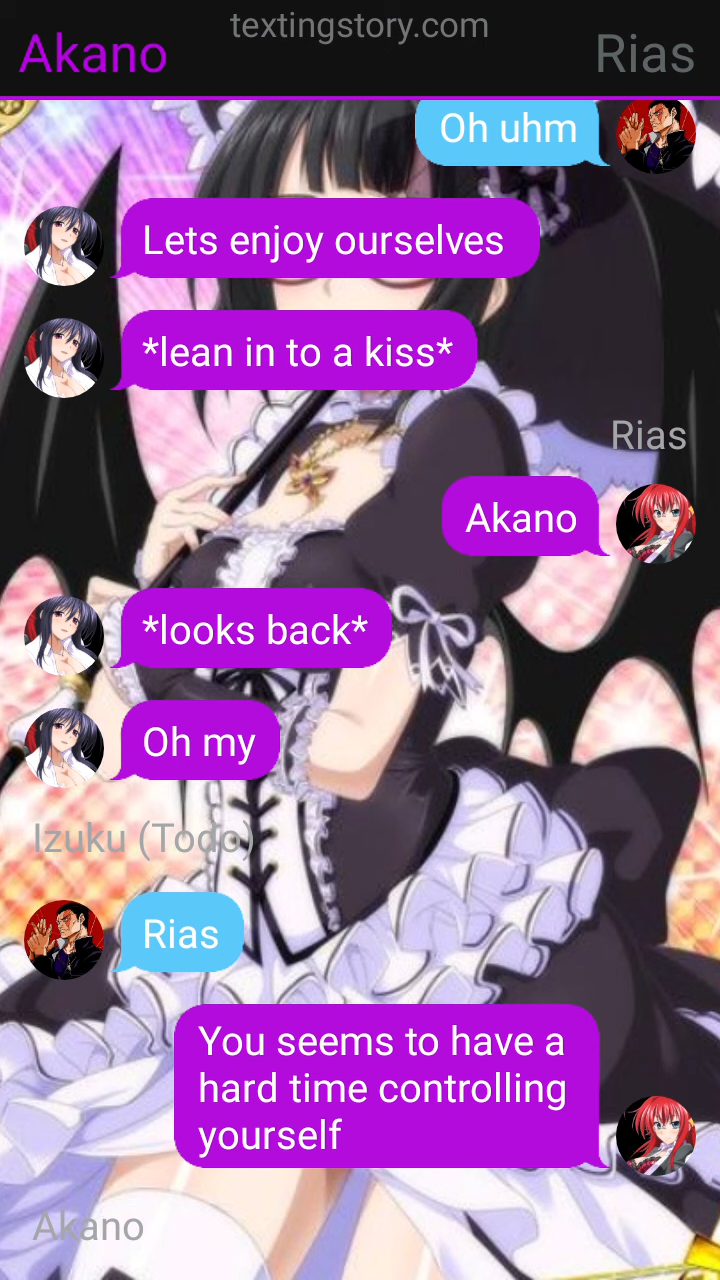 textingstory.com
Akano
Rias
Oh uhm
Lets enjoy ourselves
*lean in to a kiss*
Rias
Akano
*looks back*
Oh my
Izuku (Todo)
Rias
You seems to have a
hard time controlling
yourself
Akano